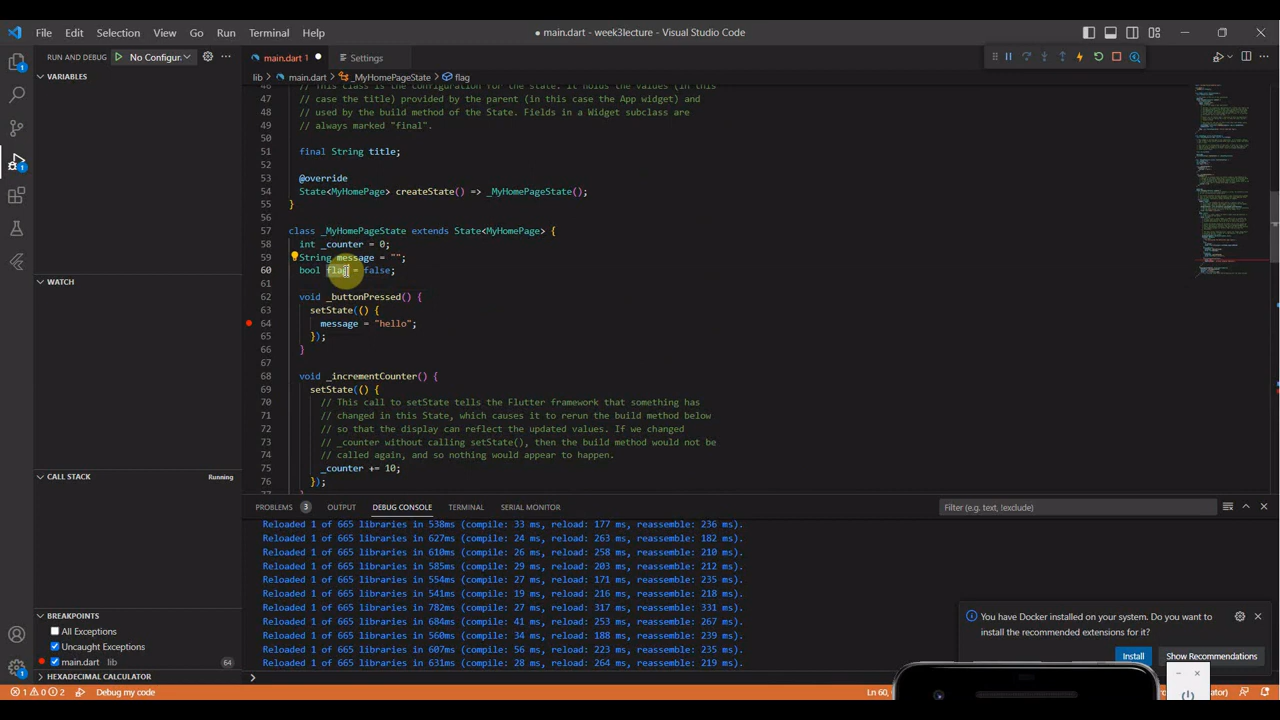 File Edit Selection View Go Run Terminal Help
● main.dart - week3lecture - Visual Studio Code
RUN AND DEBUG
No Configur
main.dart 1
Settings
lib > main.dart > _MyHomePageState > flag
VARIABLES
WATCH
CALL STACK
Running
BREAKPOINTS
All Exceptions
Uncaught Exceptions
main.dart lib 64
HEXADECIMAL CALCULATOR
46 // This class is the configuration for the state. It holds the values (in this
47 // case the title) provided by the parent (in this case the App widget) and
48 // used by the build method of the State. Fields in a Widget subclass are
49 // always marked "final".
50
51 final String title;
52
53 @override
54 State<MyHomePage> createState() => _MyHomePageState();
55 }
56
57 class _MyHomePageState extends State<MyHomePage> {
58 int _counter = 0;
59 String message = "";
60 bool flag = false;
61
62 void _buttonPressed() {
63 setState(() {
64 message = "hello";
65 });
66 }
67
68 void _incrementCounter() {
69 setState(() {
70 // This call to setState tells the Flutter framework that something has
71 // changed in this State, which causes it to rerun the build method below
72 // so that the display can reflect the updated values. If we changed
73 // _counter without calling setState(), then the build method would not be
74 // called again, and so nothing would appear to happen.
75 _counter += 10;
76 });
77 }
PROBLEMS 3 OUTPUT DEBUG CONSOLE TERMINAL SERIAL MONITOR
Filter (e.g. text, !exclude)
Reloaded 1 of 665 libraries in 538ms (compile: 33 ms, reload: 177 ms, reassemble: 236 ms).
Reloaded 1 of 665 libraries in 627ms (compile: 24 ms, reload: 263 ms, reassemble: 182 ms).
Reloaded 1 of 665 libraries in 610ms (compile: 26 ms, reload: 258 ms, reassemble: 210 ms).
Reloaded 1 of 665 libraries in 585ms (compile: 29 ms, reload: 203 ms, reassemble: 212 ms).
Reloaded 1 of 665 libraries in 554ms (compile: 27 ms, reload: 171 ms, reassemble: 235 ms).
Reloaded 1 of 665 libraries in 541ms (compile: 19 ms, reload: 216 ms, reassemble: 218 ms).
Reloaded 1 of 665 libraries in 782ms (compile: 27 ms, reload: 317 ms, reassemble: 331 ms).
Reloaded 1 of 665 libraries in 684ms (compile: 41 ms, reload: 253 ms, reassemble: 267 ms).
Reloaded 1 of 665 libraries in 560ms (compile: 34 ms, reload: 188 ms, reassemble: 239 ms).
Reloaded 1 of 665 libraries in 607ms (compile: 56 ms, reload: 223 ms, reassemble: 235 ms).
Reloaded 1 of 665 libraries in 631ms (compile: 28 ms, reload: 264 ms, reassemble: 219 ms).
You have Docker installed on your system. Do you want to
install the recommended extensions for it?
Install
Show Recommendations
1 0 2 Debug my code
Ln 60,